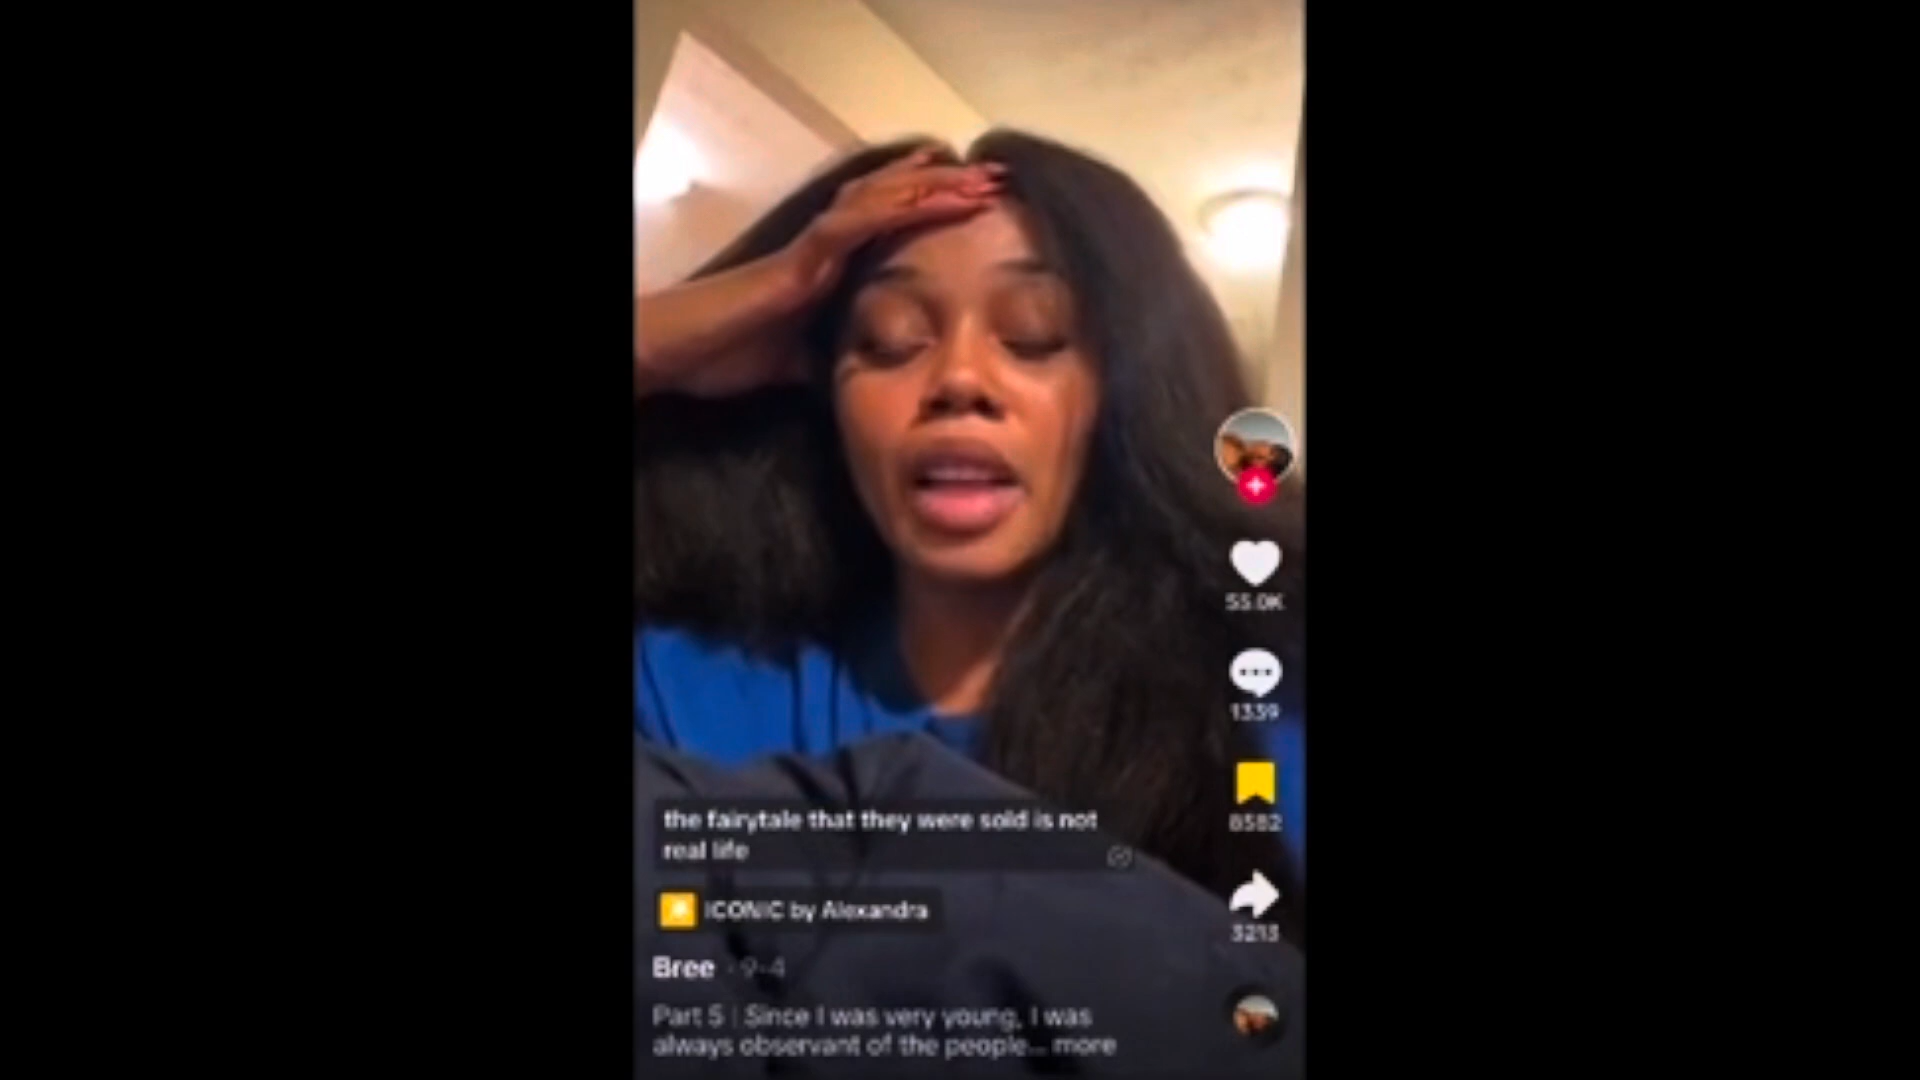 55.0K
1339
8582
3213
the fairytale that they were sold is not
real life
ICONIC by Alexandra
Bree · 9-4
Part 5 | Since I was very young, I was
always observant of the people... more